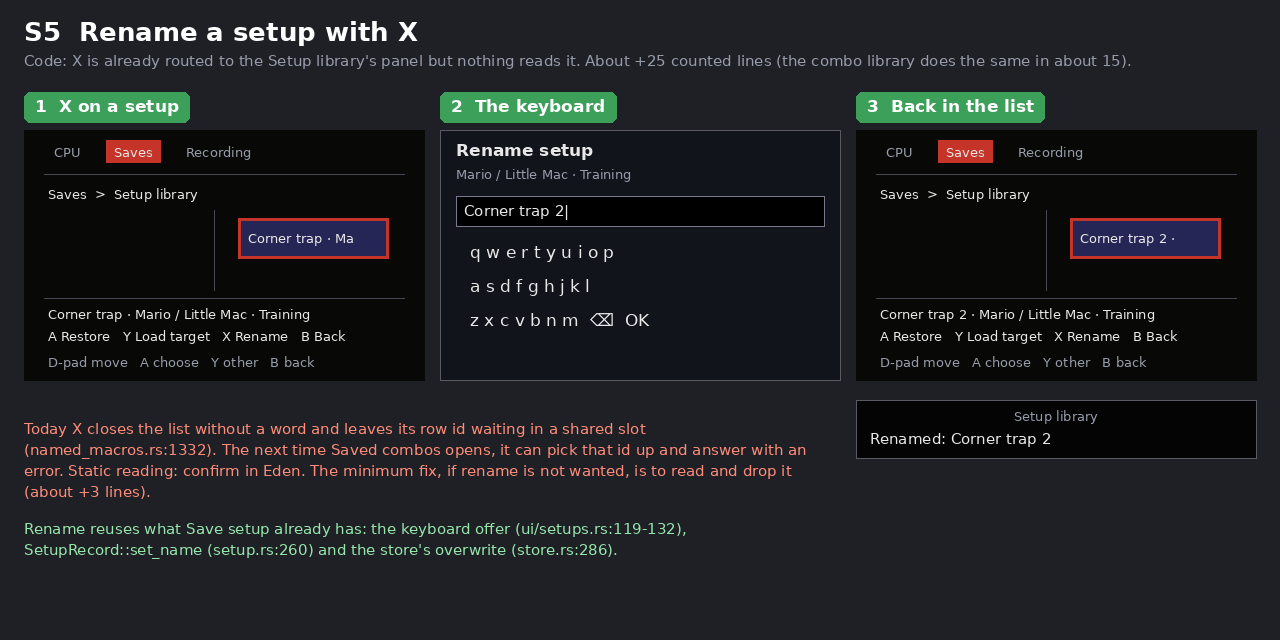 S5  Rename a setup with X
Code: X is already routed to the Setup library's panel but nothing reads it. About +25 counted lines (the combo library does the same in about 15).
1  X on a setup
CPU  Saves  Recording
Saves > Setup library
Corner trap · Ma
Corner trap · Mario / Little Mac · Training
A Restore  Y Load target  X Rename  B Back
D-pad move  A choose  Y other  B back
2  The keyboard
Rename setup
Mario / Little Mac · Training
Corner trap 2|
q w e r t y u i o p
a s d f g h j k l
z x c v b n m ⌫ OK
3  Back in the list
CPU  Saves  Recording
Saves > Setup library
Corner trap 2 ·
Corner trap 2 · Mario / Little Mac · Training
A Restore  Y Load target  X Rename  B Back
D-pad move  A choose  Y other  B back
Setup library
Renamed: Corner trap 2
Today X closes the list without a word and leaves its row id waiting in a shared slot
(named_macros.rs:1332). The next time Saved combos opens, it can pick that id up and answer with an
error. Static reading: confirm in Eden. The minimum fix, if rename is not wanted, is to read and drop it
(about +3 lines).
Rename reuses what Save setup already has: the keyboard offer (ui/setups.rs:119-132),
SetupRecord::set_name (setup.rs:260) and the store's overwrite (store.rs:286).